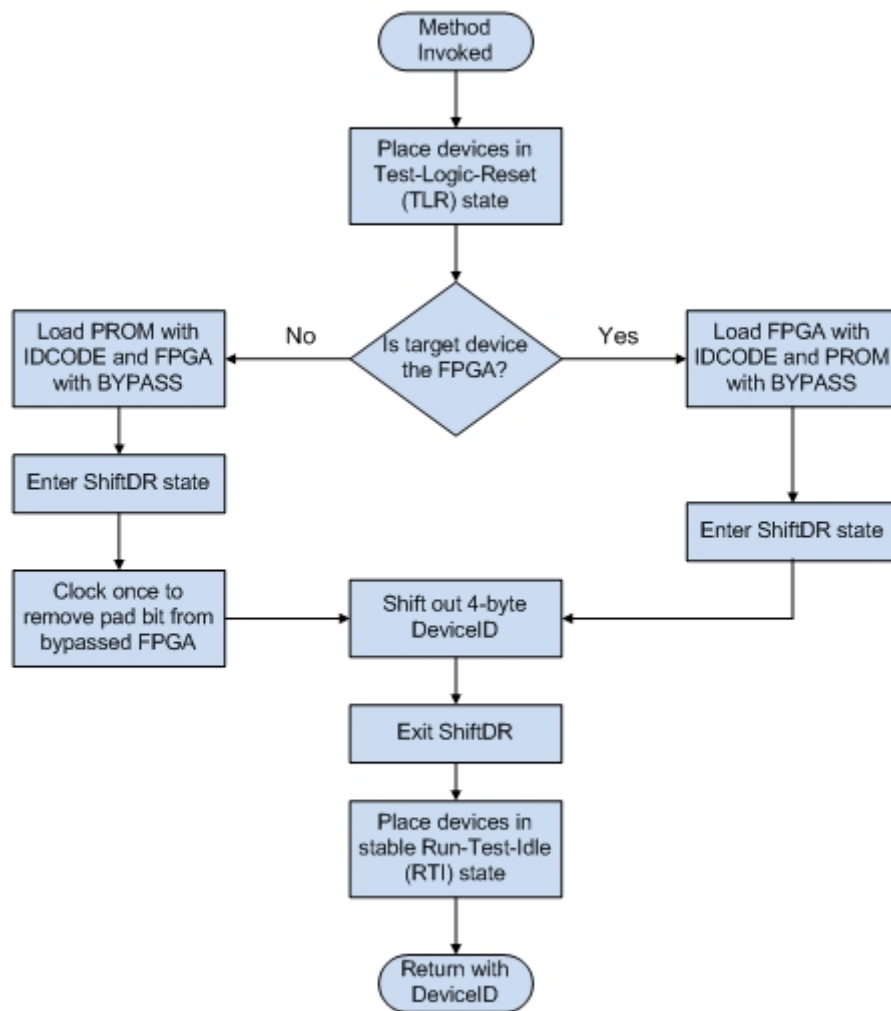 Method
Invoked
Place devices in
Test-Logic-Reset
(TLR) state
Is target device
the FPGA?
No
Yes
Load PROM with
IDCODE and FPGA
with BYPASS
Enter ShiftDR state
Clock once to
remove pad bit from
bypassed FPGA
Load FPGA with
IDCODE and PROM
with BYPASS
Enter ShiftDR state
Shift out 4-byte
DeviceID
Exit ShiftDR
Place devices in
stable Run-Test-Idle
(RTI) state
Return with
DeviceID